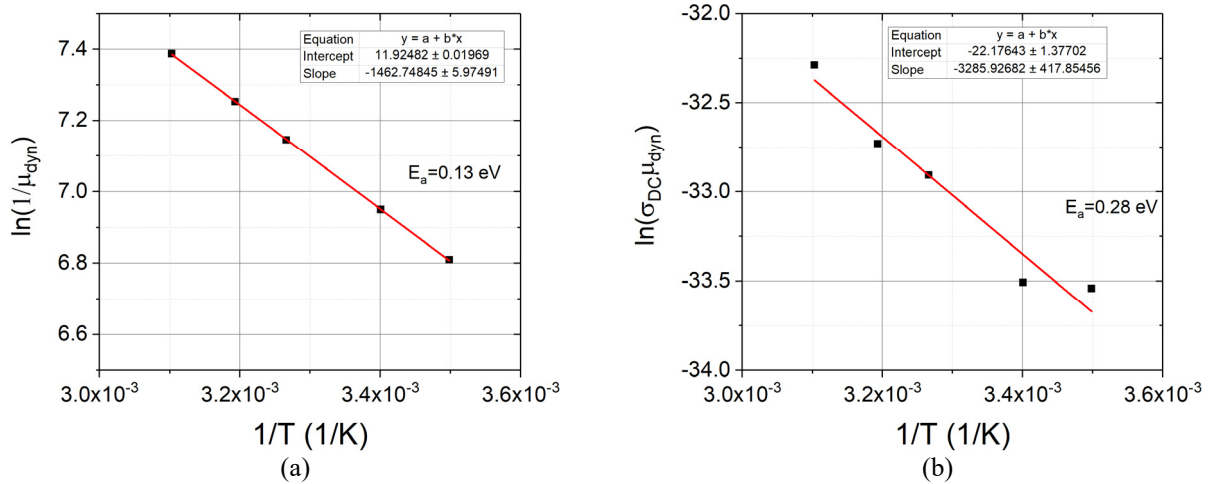 7.4
7.2
7.0
6.8
6.6
ln(1/μdyn)
Equation y = a + b*x
Intercept 11.92482 ± 0.01969
Slope -1462.74845 ± 5.97491
Ea=0.13 eV
3.0x10-3 3.2x10-3 3.4x10-3 3.6x10-3
1/T (1/K)
(a)
-32.0
-32.5
-33.0
-33.5
-34.0
ln(σDCμdyn)
Equation y = a + b*x
Intercept -22.17643 ± 1.37702
Slope -3285.92682 ± 417.85456
Ea=0.28 eV
3.0x10-3 3.2x10-3 3.4x10-3 3.6x10-3
1/T (1/K)
(b)